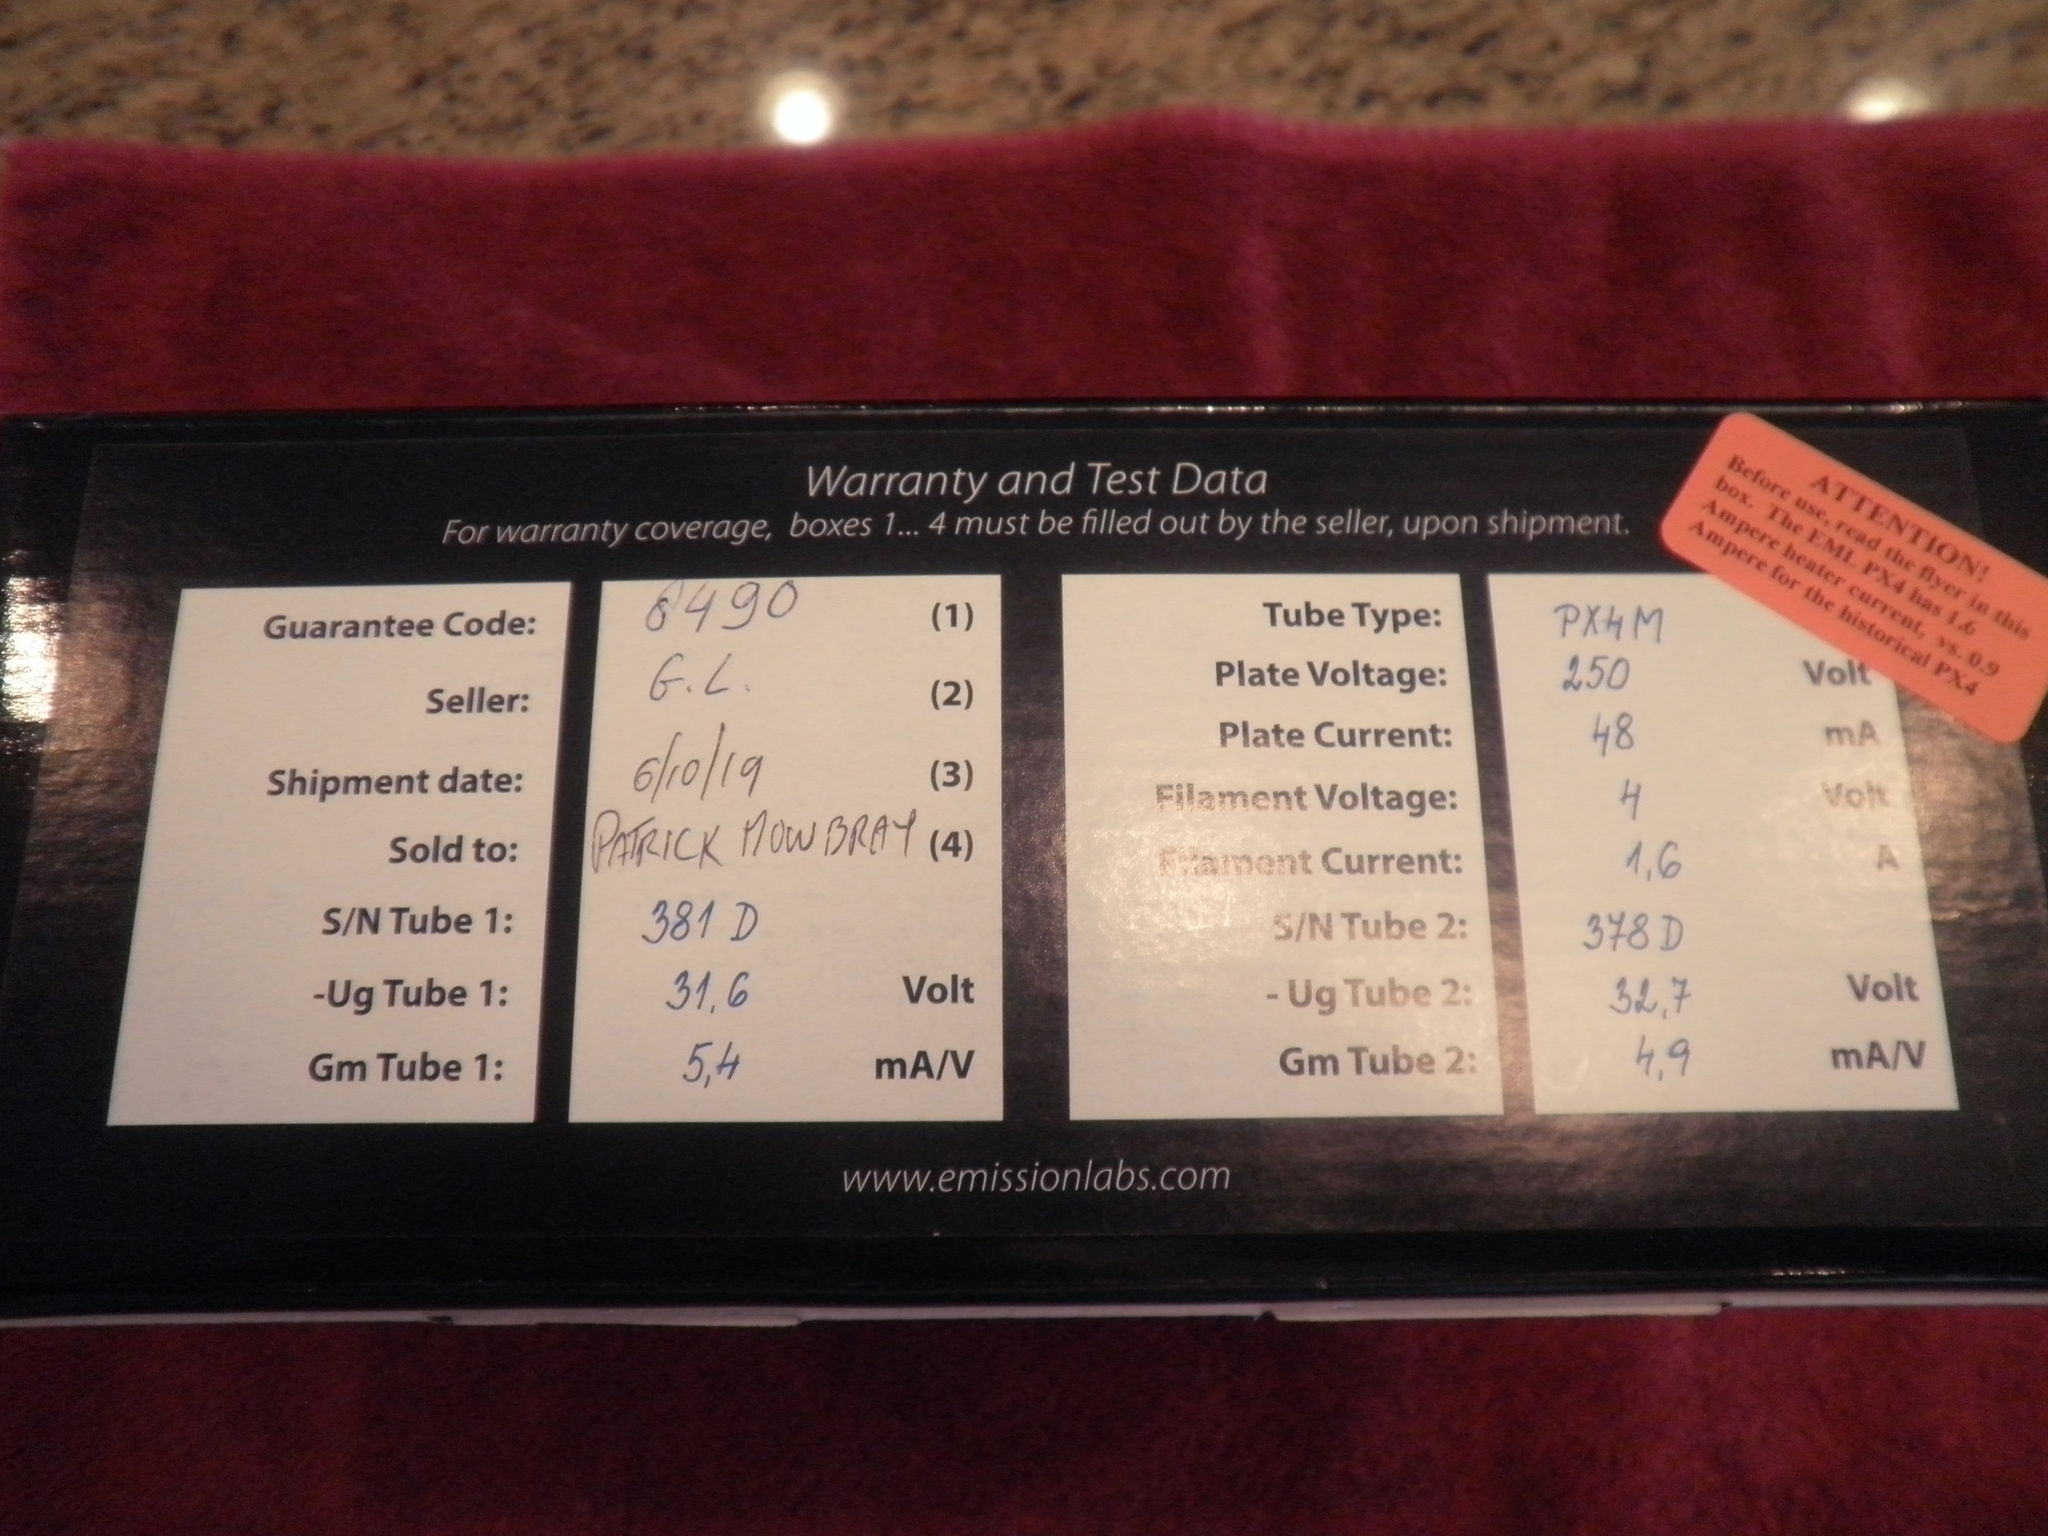 Warranty and Test Data
For warranty coverage, boxes 1... 4 must be filled out by the seller, upon shipment.
ATTENTION!
Before use, read the flyer in this
box. The EML PX4 has 1.6
Ampere heater current, vs. 0.9
Ampere for the historical PX4
Guarantee Code: 6490 (1)
Seller: G.L. (2)
Shipment date: 6/10/19 (3)
Sold to: PATRICK MOWBRAY (4)
S/N Tube 1: 381 D
-Ug Tube 1: 31,6 Volt
Gm Tube 1: 5,4 mA/V
Tube Type: PX4M
Plate Voltage: 250 Volt
Plate Current: 48 mA
Filament Voltage: 4 Volt
Filament Current: 1,6 A
S/N Tube 2: 378 D
- Ug Tube 2: 32,7 Volt
Gm Tube 2: 4,9 mA/V
www.emissionlabs.com